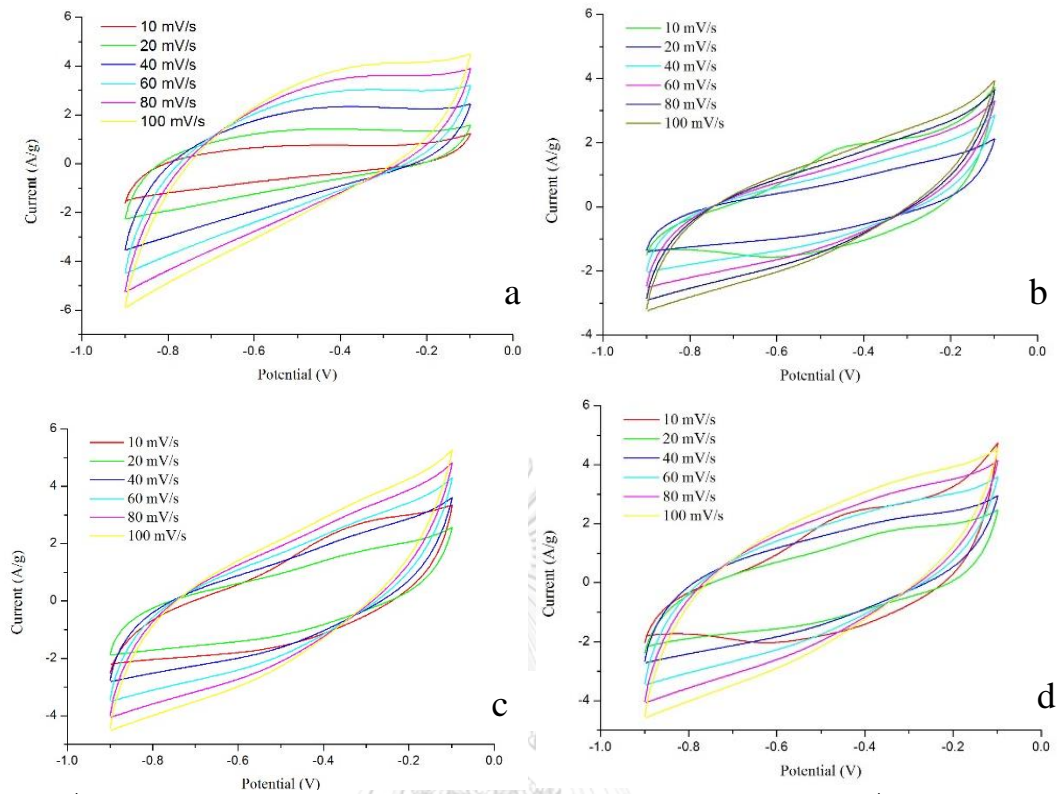 6
4
2
0
-2
-4
-6
10 mV/s
20 mV/s
40 mV/s
60 mV/s
80 mV/s
100 mV/s
Current (A/g)
a
-1.0 -0.8 -0.6 -0.4 -0.2 0.0
Potential (V)
6
4
2
0
-2
-4
10 mV/s
20 mV/s
40 mV/s
60 mV/s
80 mV/s
100 mV/s
Current (A/g)
b
-1.0 -0.8 -0.6 -0.4 -0.2 0.0
Potential (V)
6
4
2
0
-2
-4
10 mV/s
20 mV/s
40 mV/s
60 mV/s
80 mV/s
100 mV/s
Current (A/g)
c
-1.0 -0.8 -0.6 -0.4 -0.2 0.0
Potential (V)
6
4
2
0
-2
-4
10 mV/s
20 mV/s
40 mV/s
60 mV/s
80 mV/s
100 mV/s
Current (A/g)
d
-1.0 -0.8 -0.6 -0.4 -0.2 0.0
Potential (V)